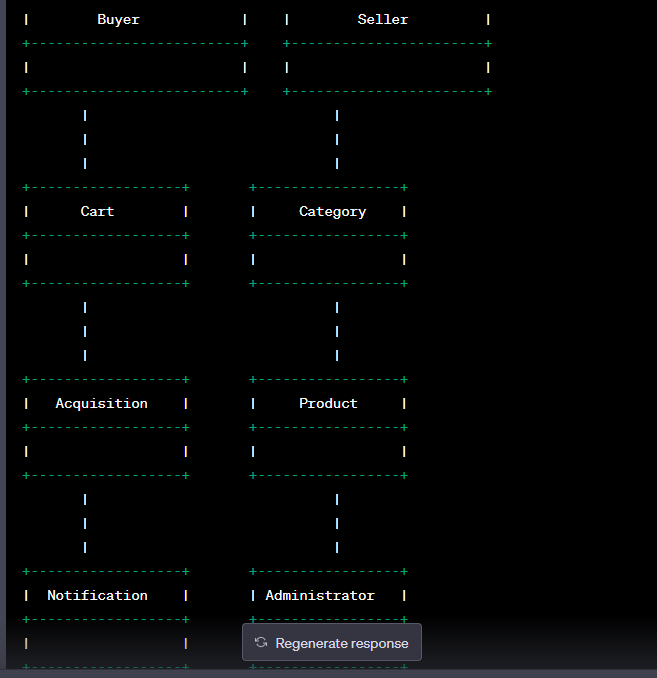 |        Buyer            |    |        Seller         |
+-------------------------+    +-----------------------+
|                         |    |                       |
+-------------------------+    +-----------------------+
       |                             |
       |                             |
       |                             |
+------------------+       +-----------------+
|      Cart        |       |     Category    |
+------------------+       +-----------------+
|                  |       |                 |
+------------------+       +-----------------+
       |                             |
       |                             |
       |                             |
+------------------+       +-----------------+
|   Acquisition    |       |     Product     |
+------------------+       +-----------------+
|                  |       |                 |
+------------------+       +-----------------+
       |                             |
       |                             |
       |                             |
+------------------+       +-----------------+
|  Notification    |       | Administrator   |
+------------------+       +-----------------+
|                  |       Regenerate response
+------------------+       +-----------------+